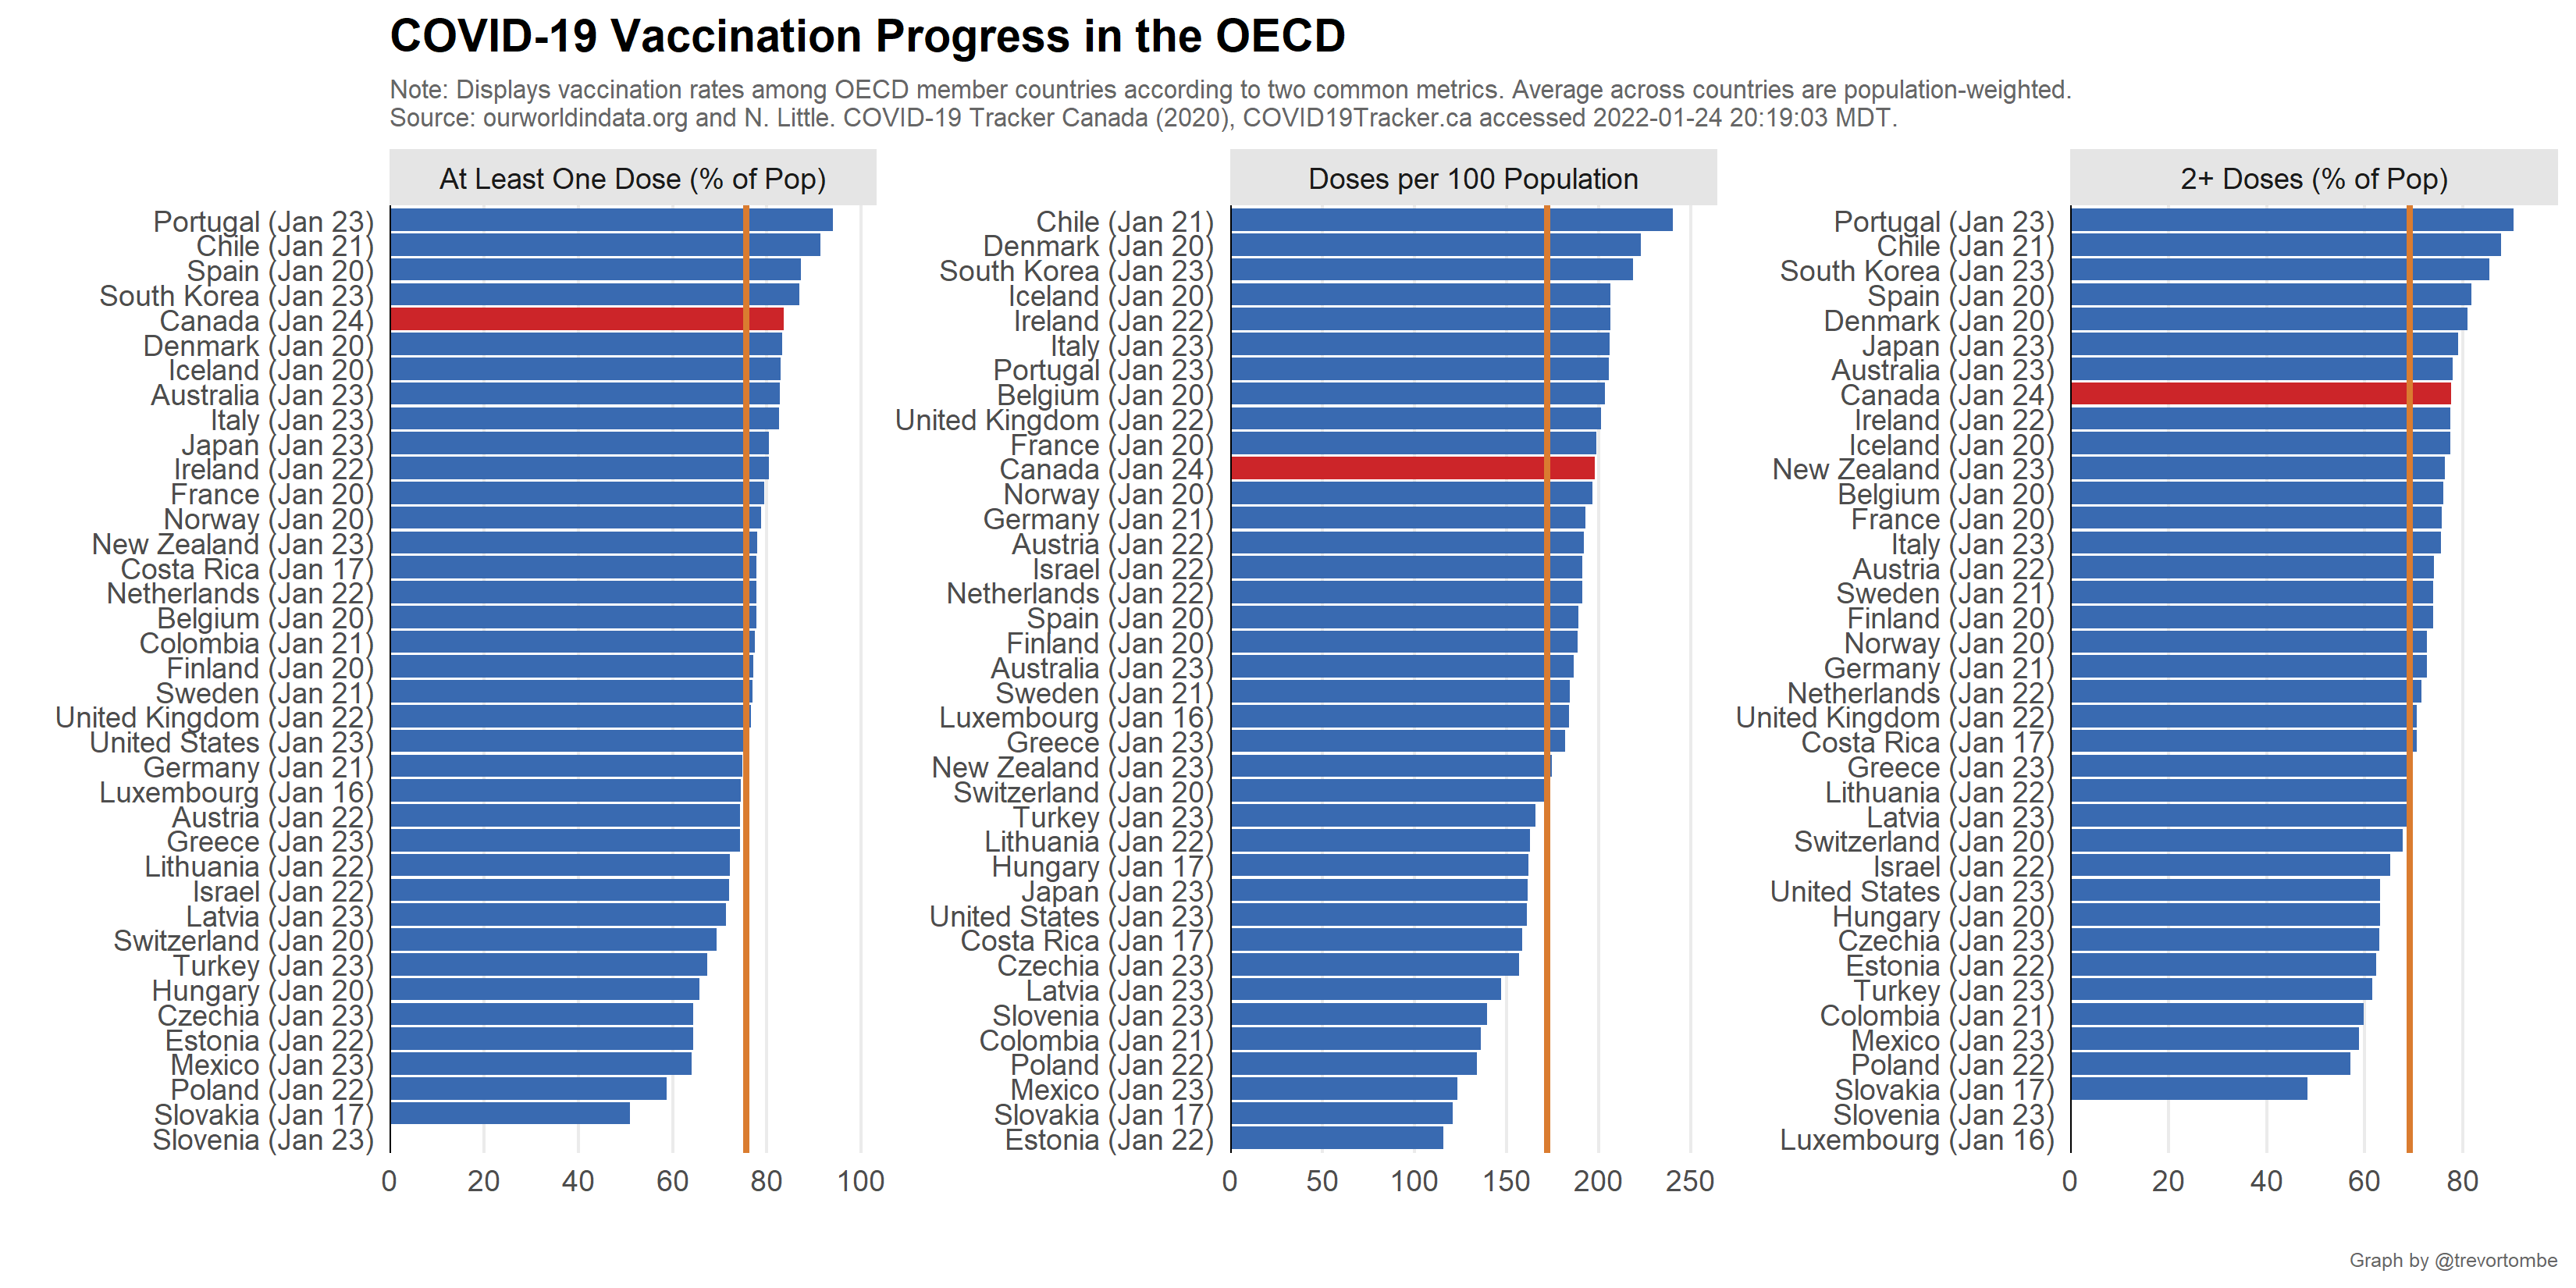 COVID-19 Vaccination Progress in the OECD
Note: Displays vaccination rates among OECD member countries according to two common metrics. Average across countries are population-weighted.
Source: ourworldindata.org and N. Little. COVID-19 Tracker Canada (2020), COVID19Tracker.ca accessed 2022-01-24 20:19:03 MDT.
At Least One Dose (% of Pop)
Portugal (Jan 23)
Chile (Jan 21)
Spain (Jan 20)
South Korea (Jan 23)
Canada (Jan 24)
Denmark (Jan 20)
Iceland (Jan 20)
Australia (Jan 23)
Italy (Jan 23)
Japan (Jan 23)
Ireland (Jan 22)
France (Jan 20)
Norway (Jan 20)
New Zealand (Jan 23)
Costa Rica (Jan 17)
Netherlands (Jan 22)
Belgium (Jan 20)
Colombia (Jan 21)
Finland (Jan 20)
Sweden (Jan 21)
United Kingdom (Jan 22)
United States (Jan 23)
Germany (Jan 21)
Luxembourg (Jan 16)
Austria (Jan 22)
Greece (Jan 23)
Lithuania (Jan 22)
Israel (Jan 22)
Latvia (Jan 23)
Switzerland (Jan 20)
Turkey (Jan 23)
Hungary (Jan 20)
Czechia (Jan 23)
Estonia (Jan 22)
Mexico (Jan 23)
Poland (Jan 22)
Slovakia (Jan 17)
Slovenia (Jan 23)
0 20 40 60 80 100
Doses per 100 Population
Chile (Jan 21)
Denmark (Jan 20)
South Korea (Jan 23)
Iceland (Jan 20)
Ireland (Jan 22)
Italy (Jan 23)
Portugal (Jan 23)
Belgium (Jan 20)
United Kingdom (Jan 22)
France (Jan 20)
Canada (Jan 24)
Norway (Jan 20)
Germany (Jan 21)
Austria (Jan 22)
Israel (Jan 22)
Netherlands (Jan 22)
Spain (Jan 20)
Finland (Jan 20)
Australia (Jan 23)
Sweden (Jan 21)
Luxembourg (Jan 16)
Greece (Jan 23)
New Zealand (Jan 23)
Switzerland (Jan 20)
Turkey (Jan 23)
Lithuania (Jan 22)
Hungary (Jan 17)
Japan (Jan 23)
United States (Jan 23)
Costa Rica (Jan 17)
Czechia (Jan 23)
Latvia (Jan 23)
Slovenia (Jan 23)
Colombia (Jan 21)
Poland (Jan 22)
Mexico (Jan 23)
Slovakia (Jan 17)
Estonia (Jan 22)
0 50 100 150 200 250
2+ Doses (% of Pop)
Portugal (Jan 23)
Chile (Jan 21)
South Korea (Jan 23)
Spain (Jan 20)
Denmark (Jan 20)
Japan (Jan 23)
Australia (Jan 23)
Canada (Jan 24)
Ireland (Jan 22)
Iceland (Jan 20)
New Zealand (Jan 23)
Belgium (Jan 20)
France (Jan 20)
Italy (Jan 23)
Austria (Jan 22)
Sweden (Jan 21)
Finland (Jan 20)
Norway (Jan 20)
Germany (Jan 21)
Netherlands (Jan 22)
United Kingdom (Jan 22)
Costa Rica (Jan 17)
Greece (Jan 23)
Lithuania (Jan 22)
Latvia (Jan 23)
Switzerland (Jan 20)
Israel (Jan 22)
United States (Jan 23)
Hungary (Jan 20)
Czechia (Jan 23)
Estonia (Jan 22)
Turkey (Jan 23)
Colombia (Jan 21)
Mexico (Jan 23)
Poland (Jan 22)
Slovakia (Jan 17)
Slovenia (Jan 23)
Luxembourg (Jan 16)
0 20 40 60 80
Graph by @trevortombe